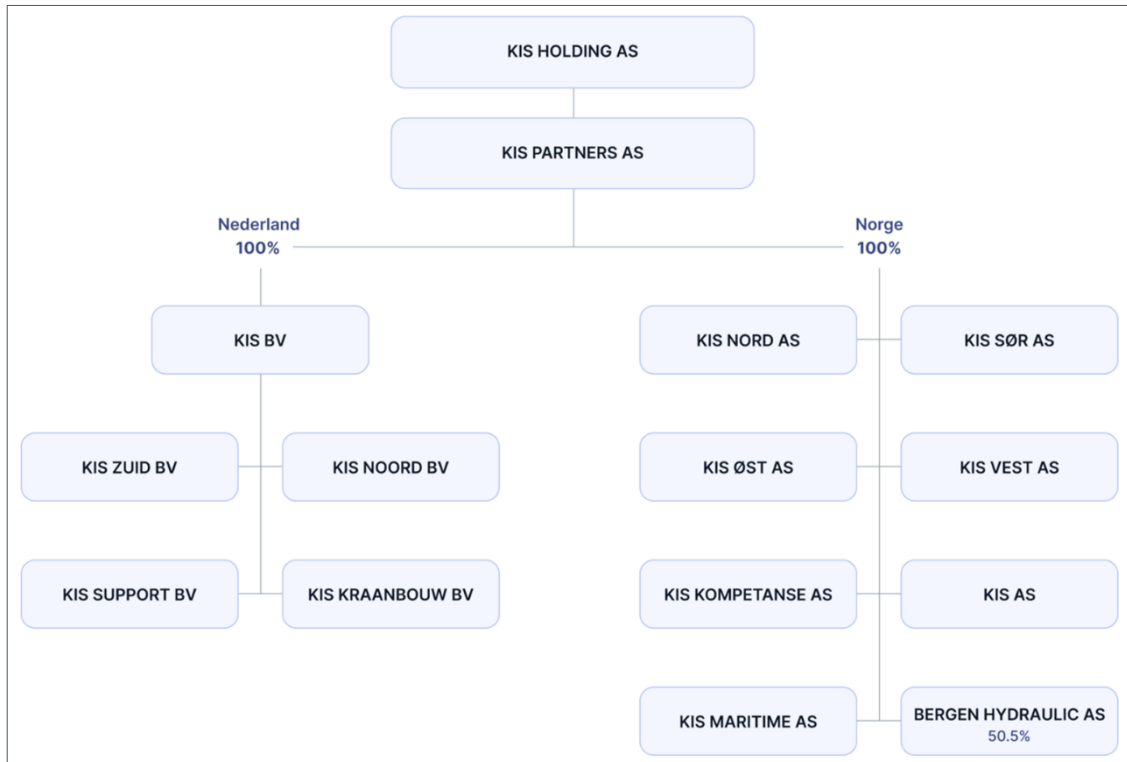 KIS HOLDING AS
KIS PARTNERS AS
Nederland
100%
Norge
100%
KIS BV
KIS NORD AS
KIS SØR AS
KIS ZUID BV
KIS NOORD BV
KIS ØST AS
KIS VEST AS
KIS SUPPORT BV
KIS KRAANBOUW BV
KIS KOMPETANSE AS
KIS AS
KIS MARITIME AS
BERGEN HYDRAULIC AS
50.5%